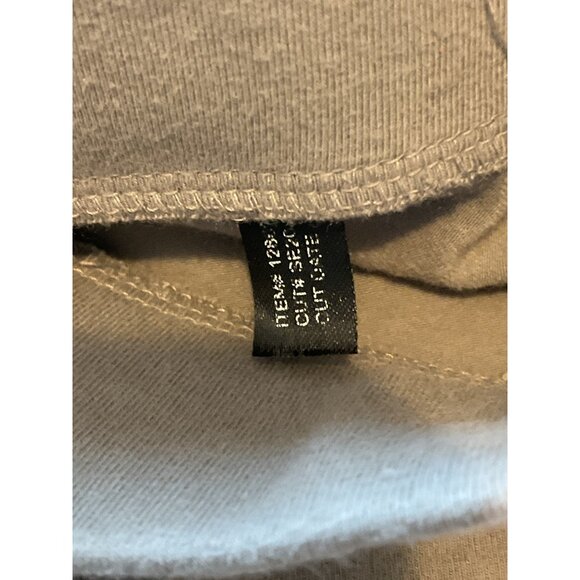 ITEM# 128
CUT# SE20
CUT DATE